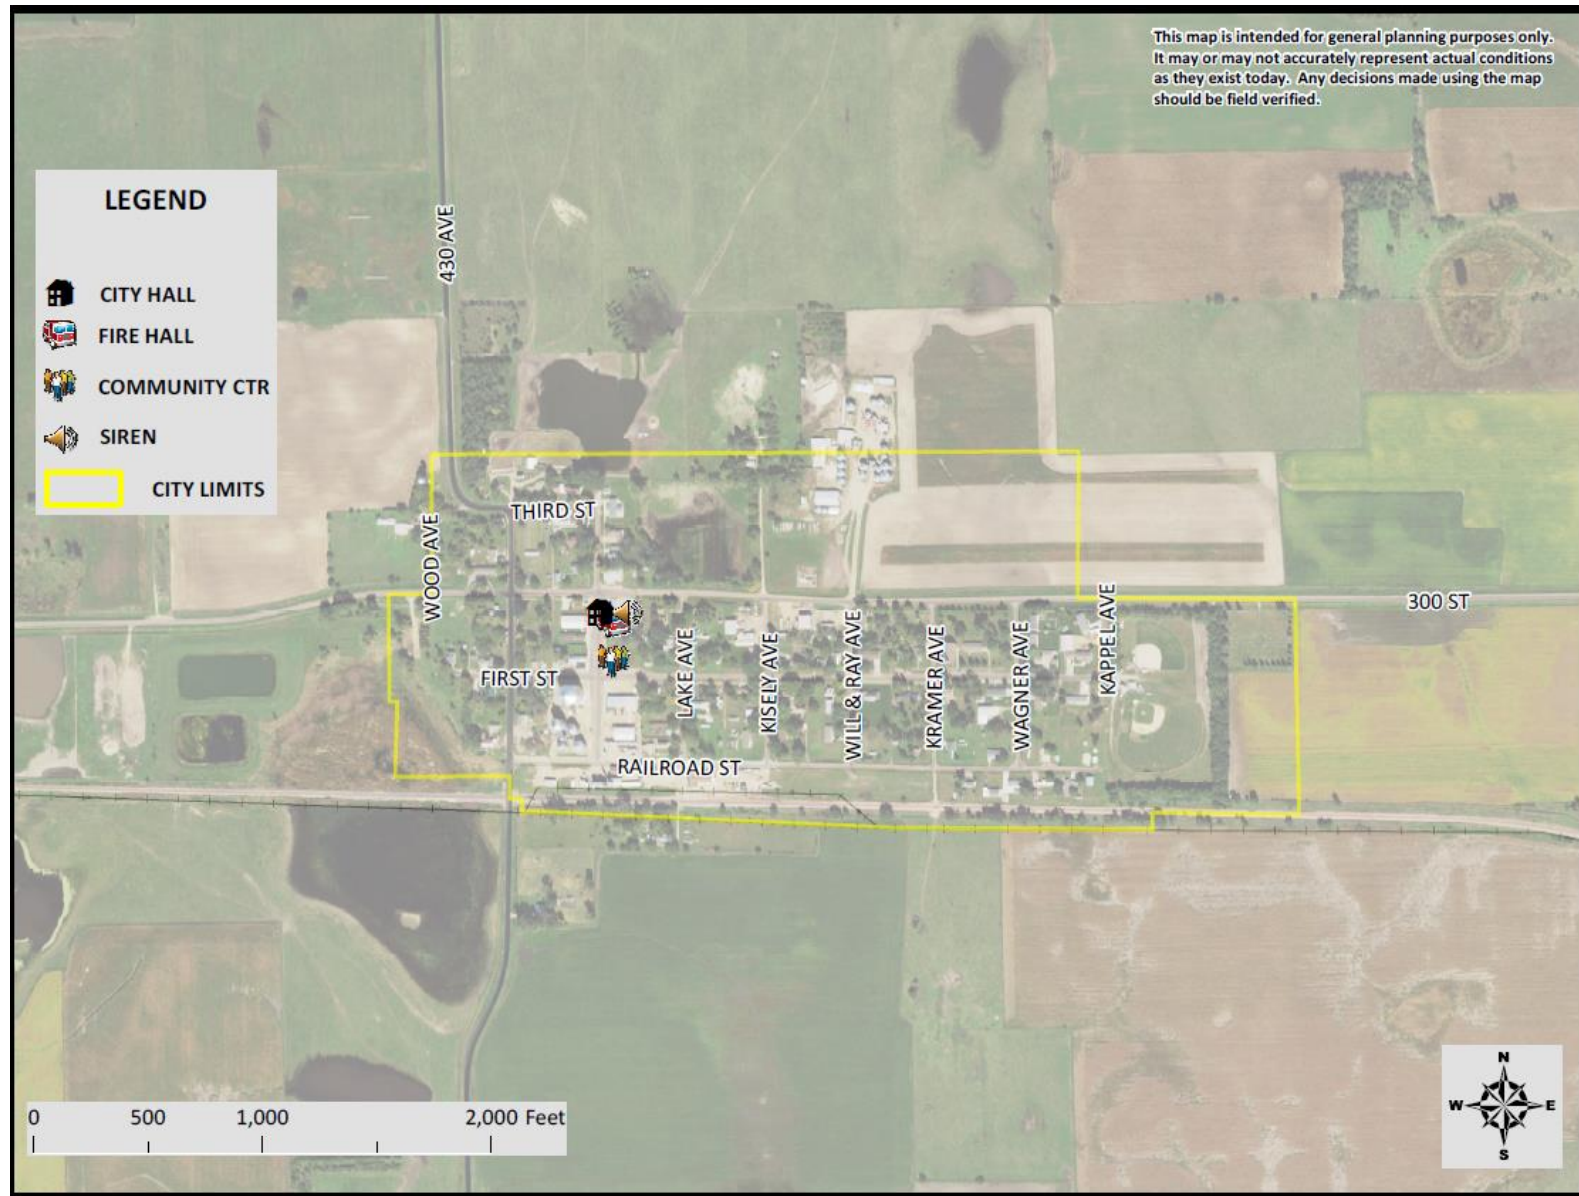 This map is intended for general planning purposes only.
It may or may not accurately represent actual conditions
as they exist today. Any decisions made using the map
should be field verified.
LEGEND
CITY HALL
FIRE HALL
COMMUNITY CTR
SIREN
CITY LIMITS
430 AVE
THIRD ST
WOOD AVE
300 ST
FIRST ST
LAKE AVE
KISELY AVE
WILL & RAY AVE
KRAMER AVE
WAGNER AVE
KAPPEL AVE
RAILROAD ST
0 500 1,000 2,000 Feet
N
W E
S